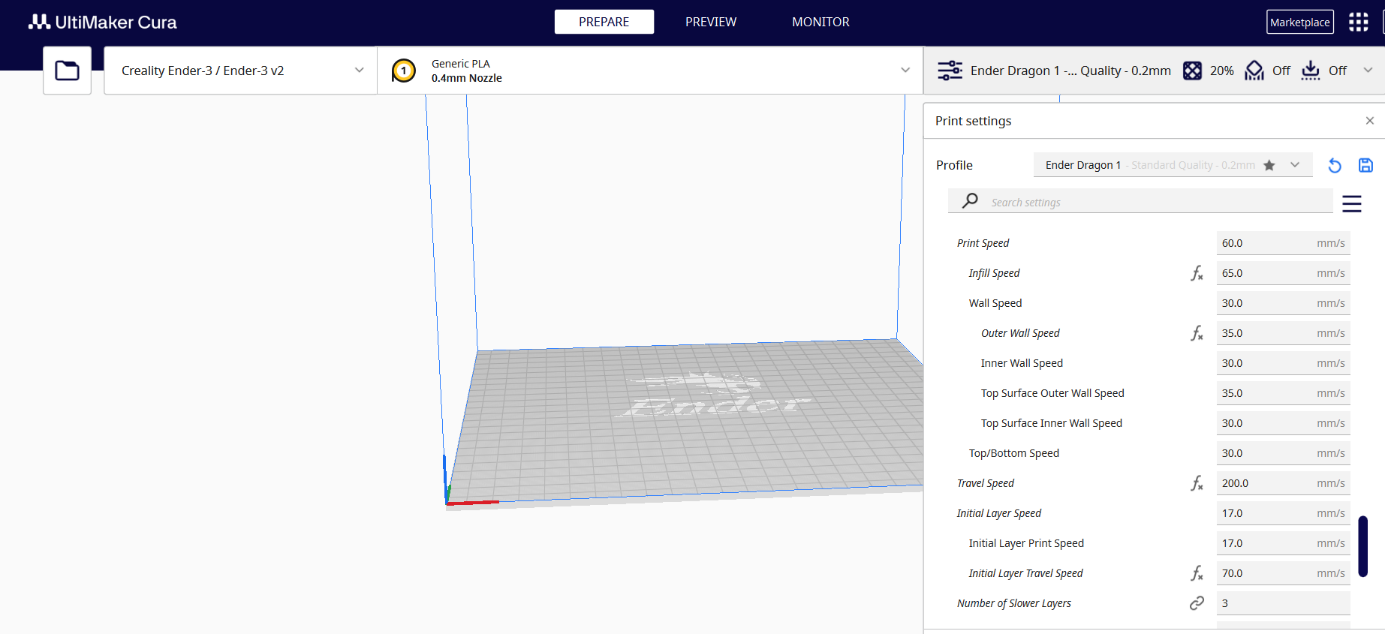 UltiMaker Cura
PREPARE
PREVIEW
MONITOR
Marketplace
Creality Ender-3 / Ender-3 v2
1
Generic PLA
0.4mm Nozzle
Ender Dragon 1 -... Quality - 0.2mm
20%
Off
Off
Print settings
Profile
Ender Dragon 1 - Standard Quality - 0.2mm
Search settings
Print Speed 60.0 mm/s
Infill Speed 65.0 mm/s
Wall Speed 30.0 mm/s
Outer Wall Speed 35.0 mm/s
Inner Wall Speed 30.0 mm/s
Top Surface Outer Wall Speed 35.0 mm/s
Top Surface Inner Wall Speed 30.0 mm/s
Top/Bottom Speed 30.0 mm/s
Travel Speed 200.0 mm/s
Initial Layer Speed 17.0 mm/s
Initial Layer Print Speed 17.0 mm/s
Initial Layer Travel Speed 70.0 mm/s
Number of Slower Layers 3
Ender